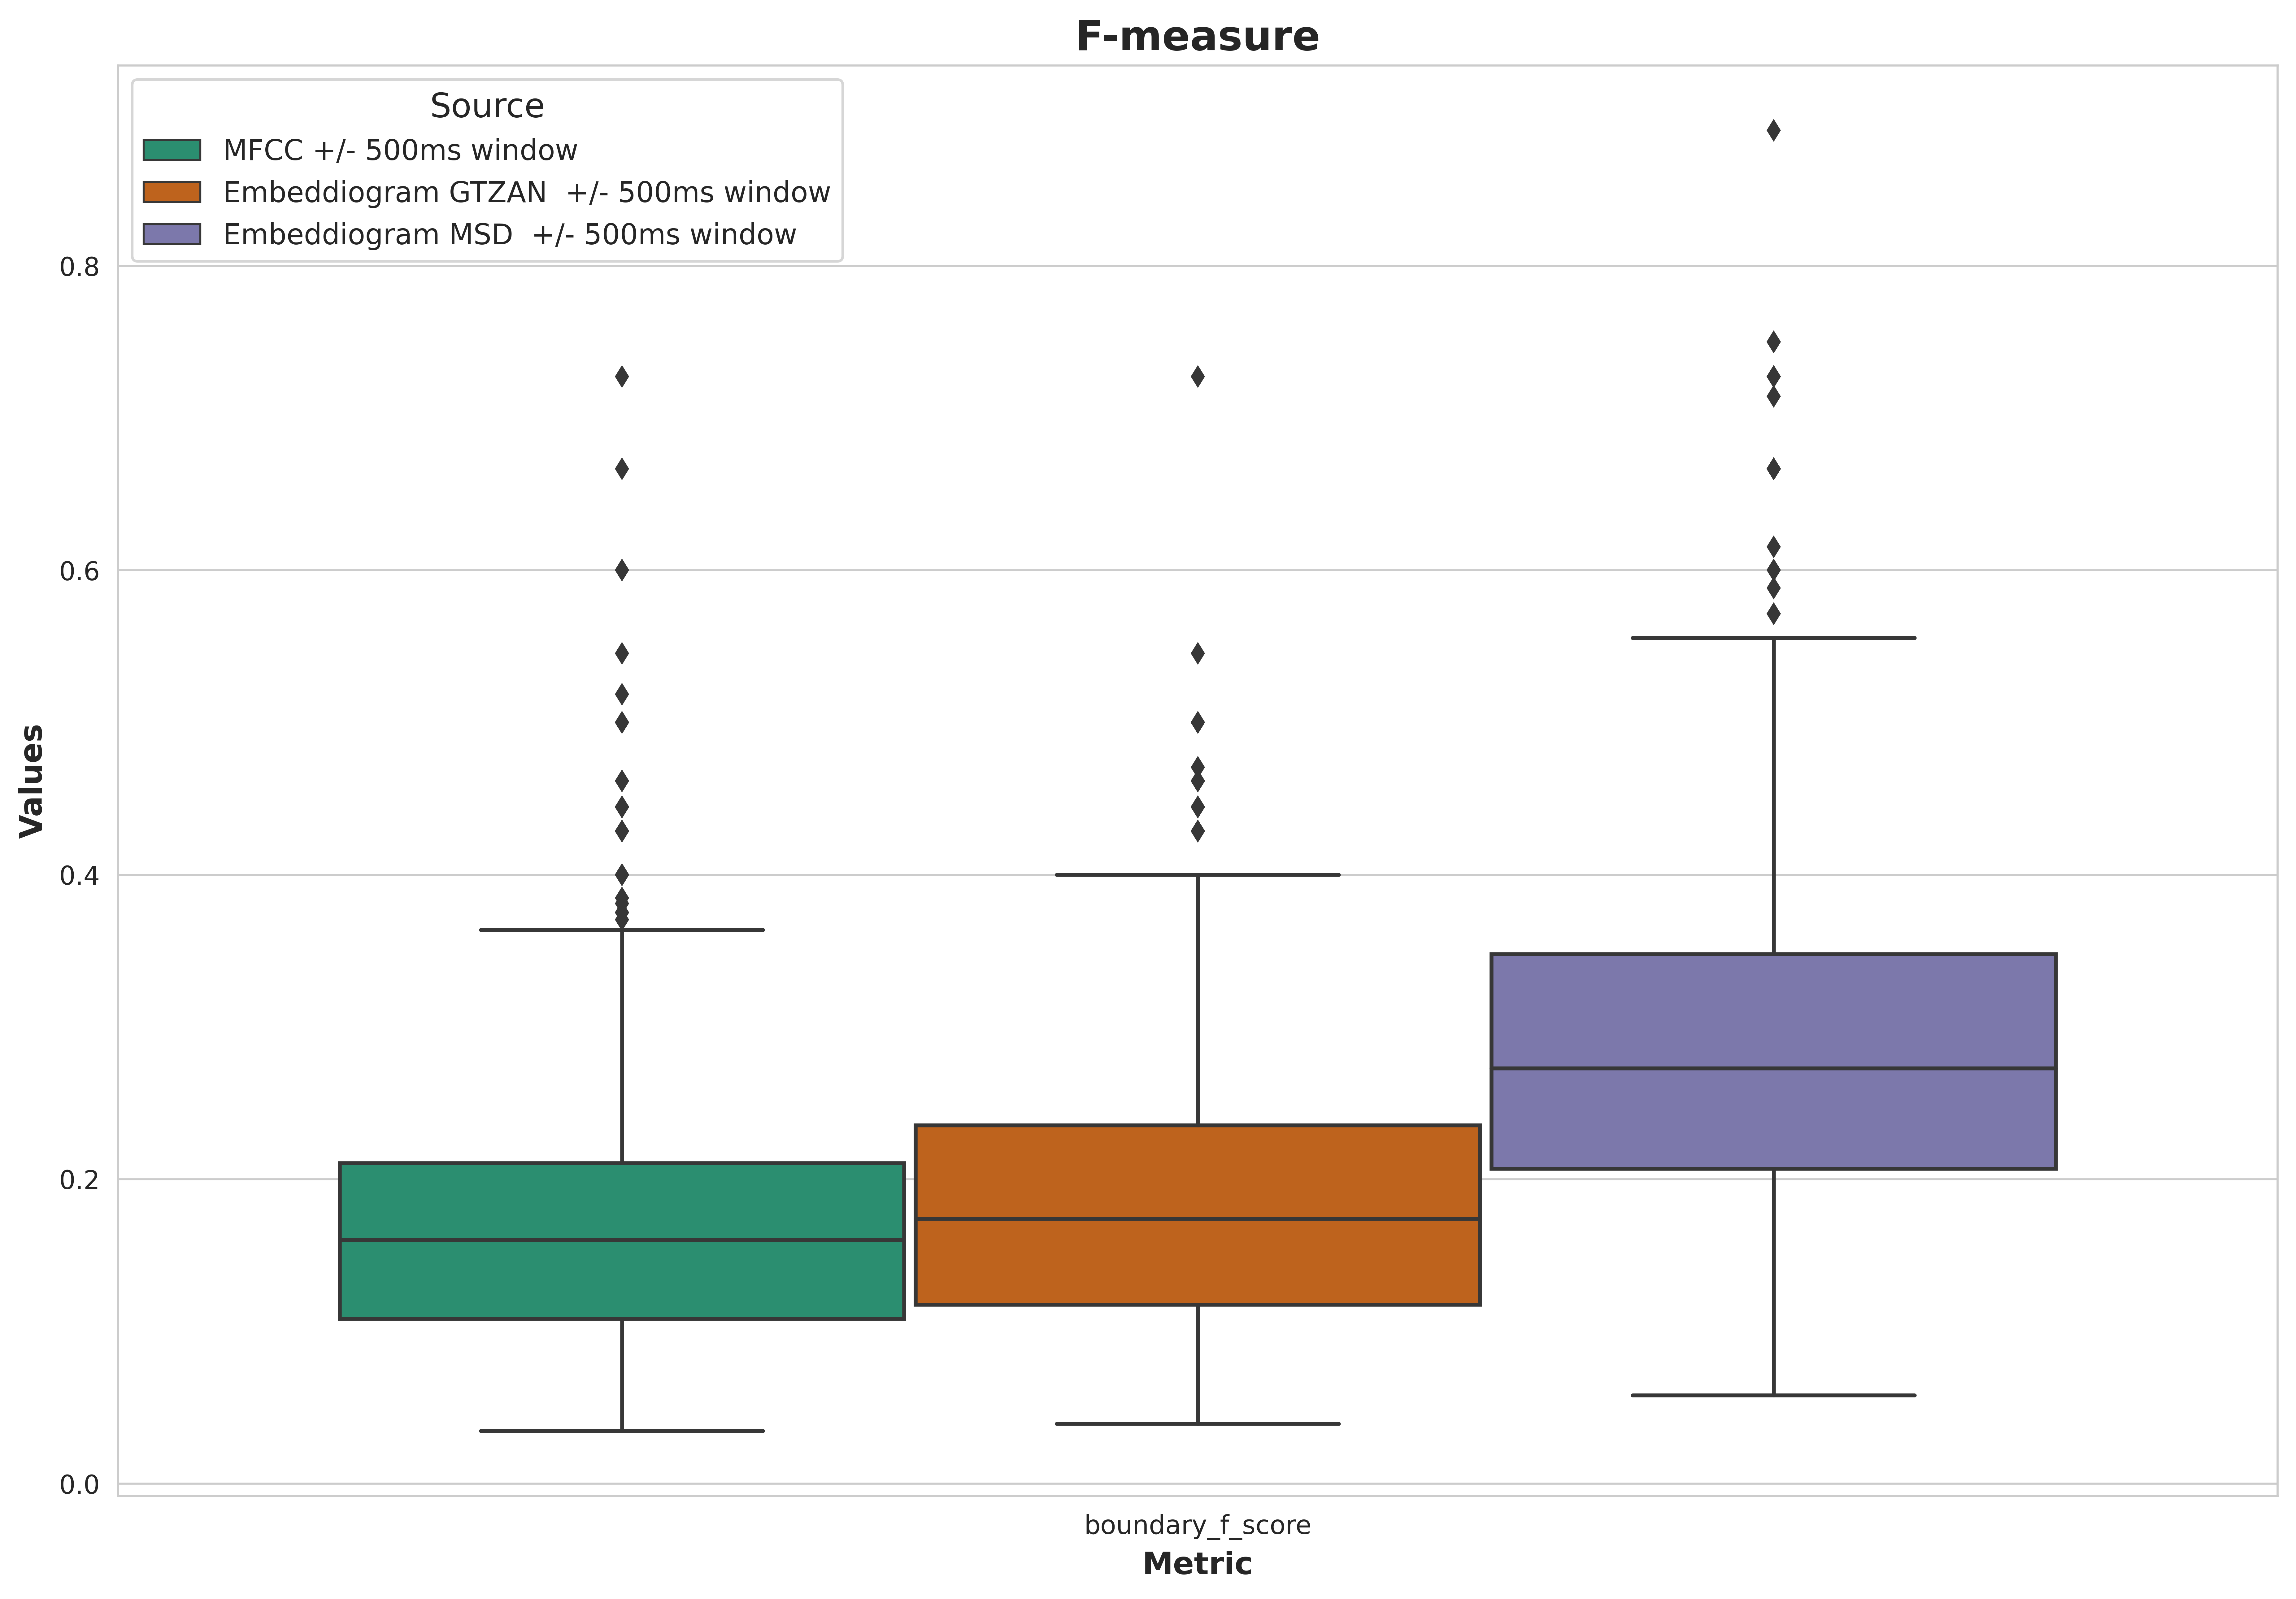 F-measure
Source
MFCC +/- 500ms window
Embeddiogram GTZAN  +/- 500ms window
Embeddiogram MSD  +/- 500ms window
0.8
0.6
0.4
0.2
0.0
Values
boundary_f_score
Metric